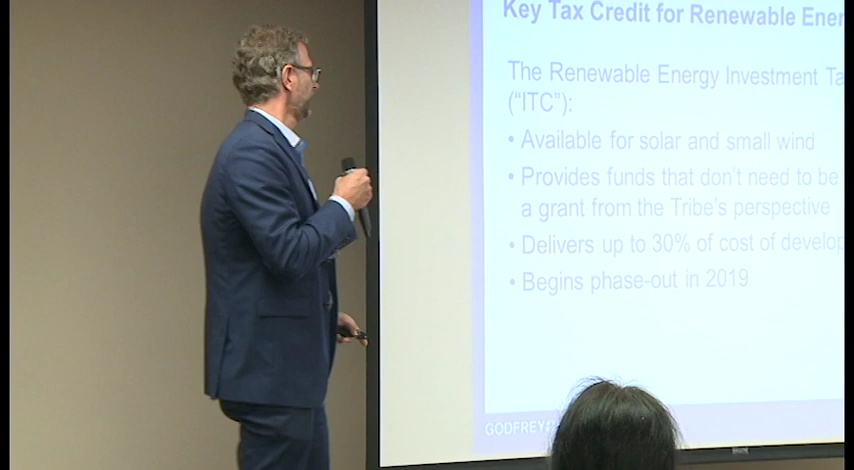 Key Tax Credit for Renewable Ener
The Renewable Energy Investment Ta
("ITC"):
• Available for solar and small wind
• Provides funds that don't need to be
a grant from the Tribe's perspective
• Delivers up to 30% of cost of develop
• Begins phase-out in 2019
GODFREY